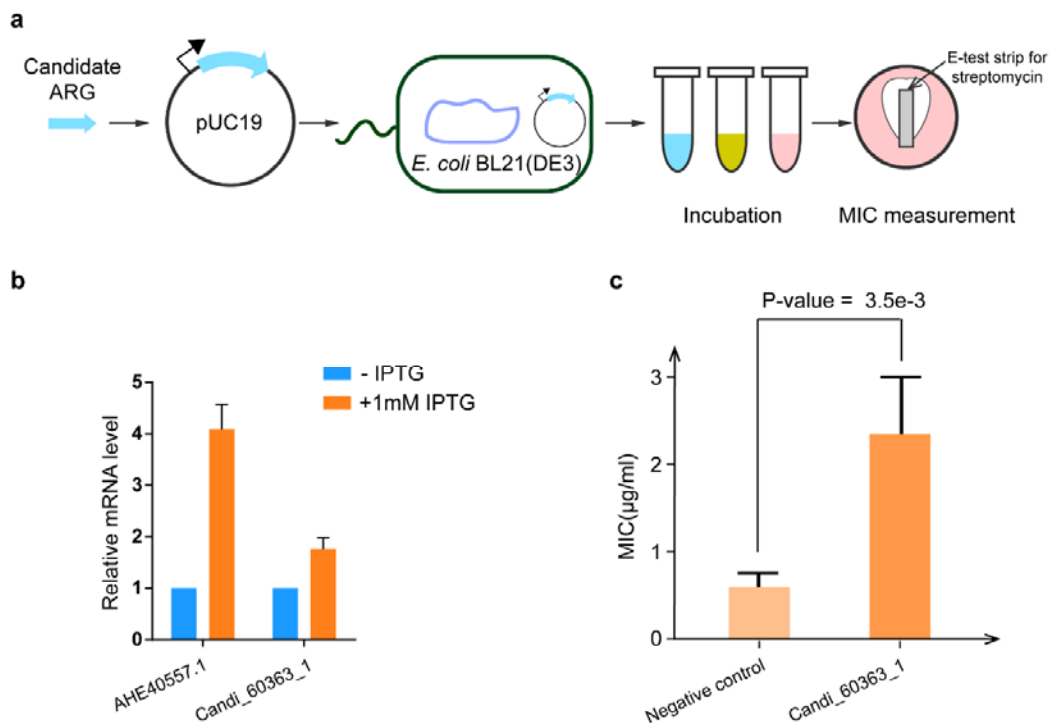 a
Candidate
ARG
pUC19
E. coli BL21(DE3)
E-test strip for
streptomycin
Incubation
MIC measurement
b
- IPTG
+1mM IPTG
Relative mRNA level
5
4
3
2
1
0
AHE40557.1
Candi_60363_1
c
P-value = 3.5e-3
MIC(μg/ml)
3
2
1
0
Negative control
Candi_60363_1